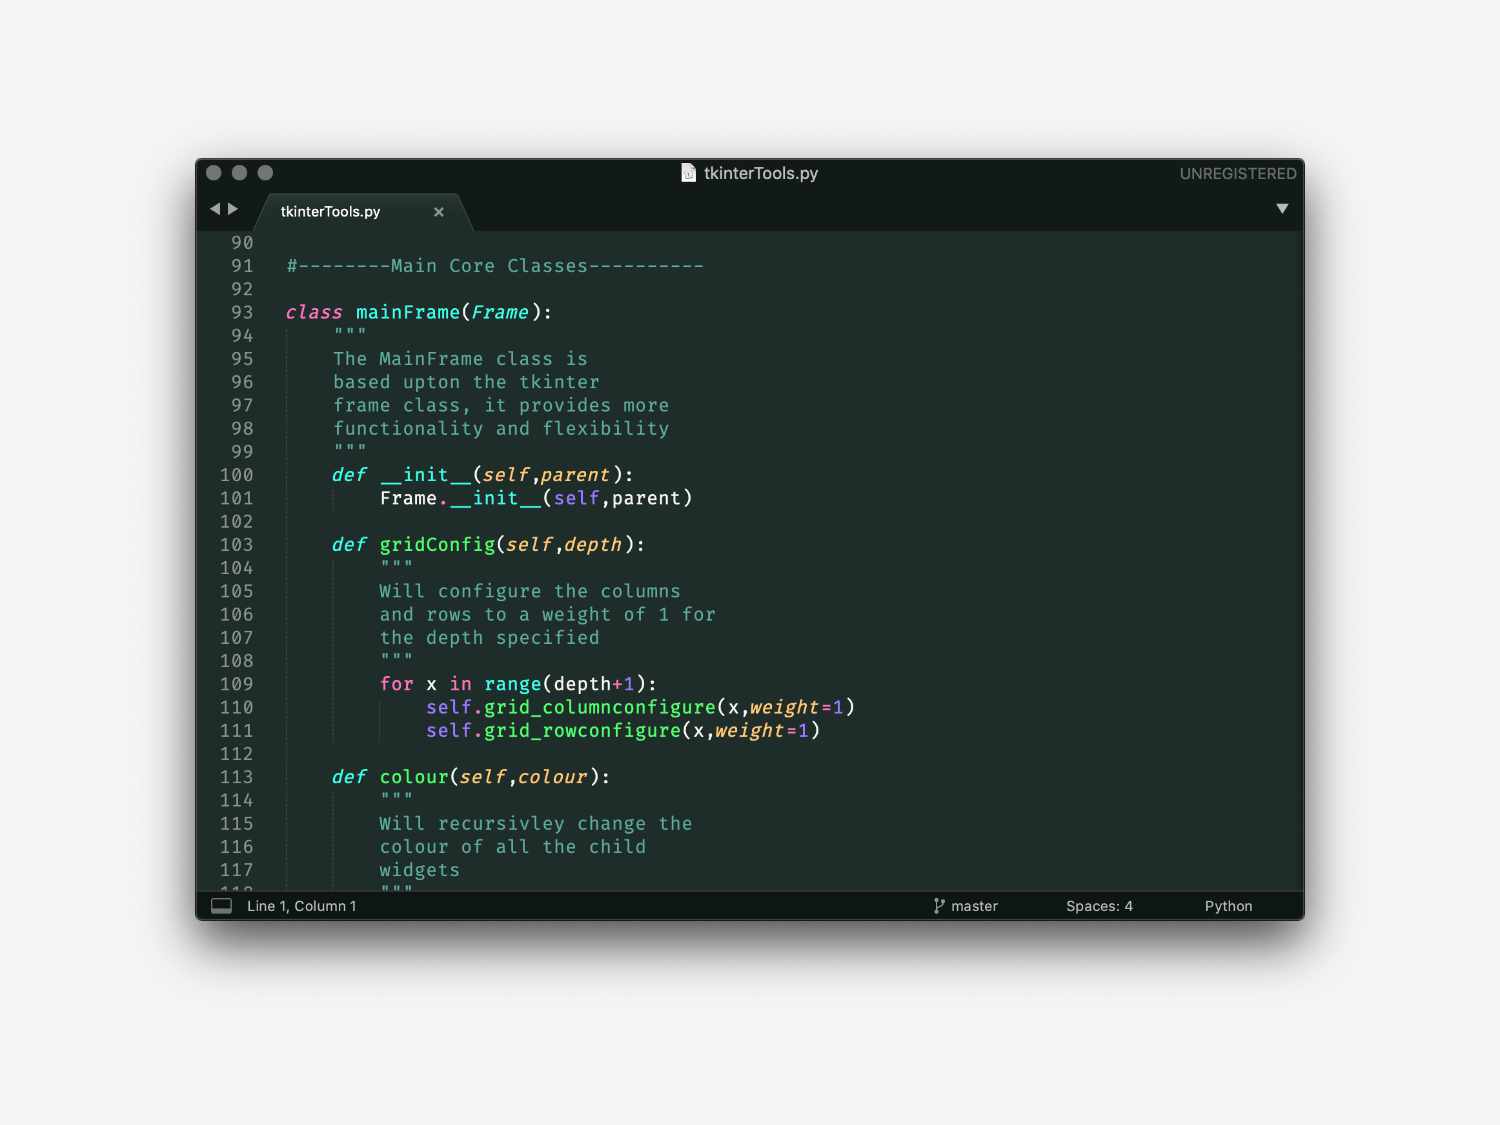 tkinterTools.py
UNREGISTERED
tkinterTools.py
90
91 #--------Main Core Classes----------
92
93 class mainFrame(Frame):
94 """
95 The MainFrame class is
96 based upton the tkinter
97 frame class, it provides more
98 functionality and flexibility
99 """
100 def __init__(self,parent):
101 Frame.__init__(self,parent)
102
103 def gridConfig(self,depth):
104 """
105 Will configure the columns
106 and rows to a weight of 1 for
107 the depth specified
108 """
109 for x in range(depth+1):
110 self.grid_columnconfigure(x,weight=1)
111 self.grid_rowconfigure(x,weight=1)
112
113 def colour(self,colour):
114 """
115 Will recursivley change the
116 colour of all the child
117 widgets
118 """
Line 1, Column 1
master
Spaces: 4
Python